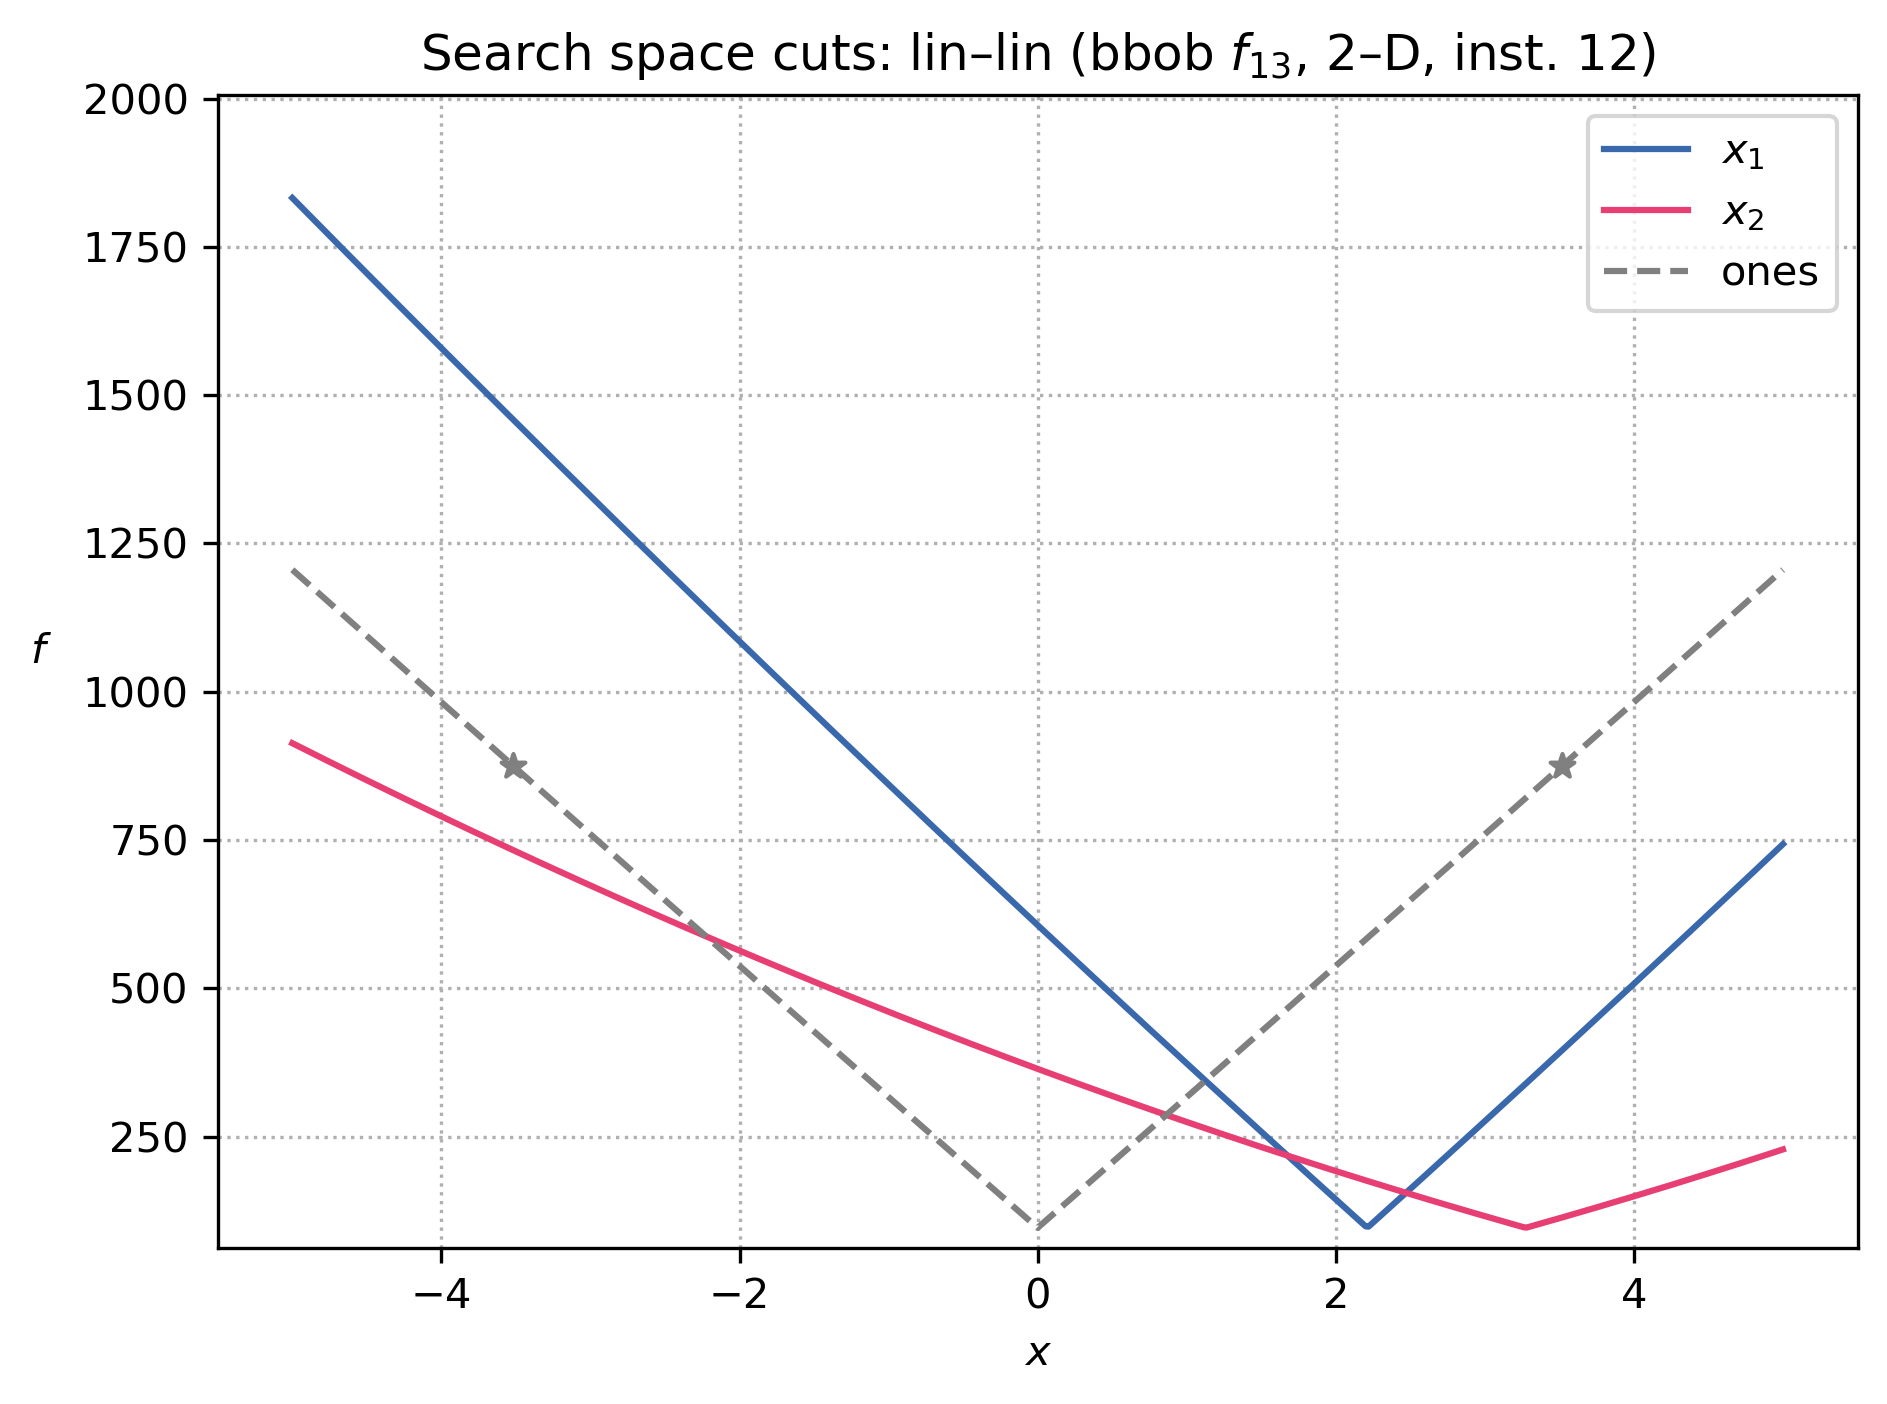 Search space cuts: lin–lin (bbob f₁₃, 2–D, inst. 12)
2000
1750
1500
1250
1000
750
500
250
f
x₁
x₂
ones
−4 −2 0 2 4
x